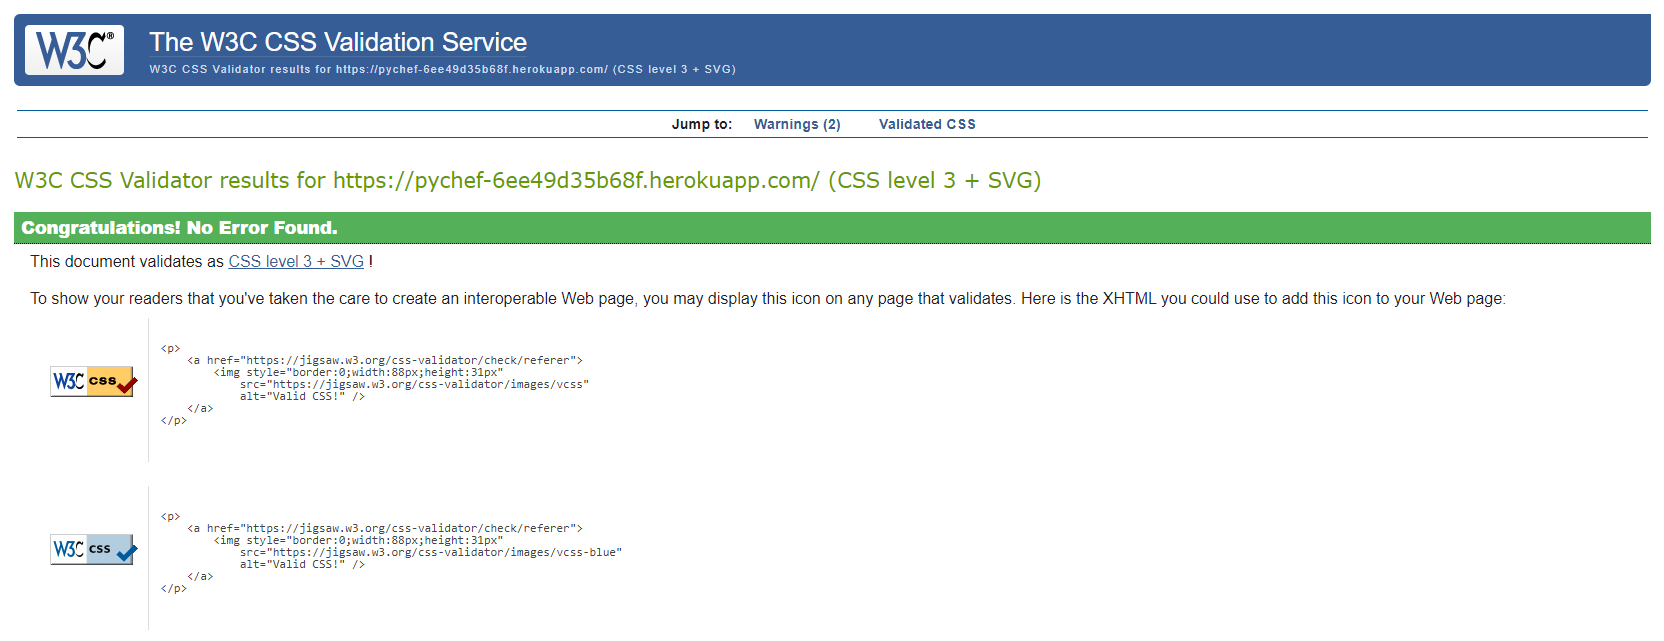 W3C®
The W3C CSS Validation Service
W3C CSS Validator results for https://pychef-6ee49d35b68f.herokuapp.com/ (CSS level 3 + SVG)
Jump to: Warnings (2) Validated CSS
W3C CSS Validator results for https://pychef-6ee49d35b68f.herokuapp.com/ (CSS level 3 + SVG)
Congratulations! No Error Found.
This document validates as CSS level 3 + SVG !
To show your readers that you've taken the care to create an interoperable Web page, you may display this icon on any page that validates. Here is the XHTML you could use to add this icon to your Web page:
W3C css
<p>
<a href="https://jigsaw.w3.org/css-validator/check/referer">
<img style="border:0;width:88px;height:31px"
src="https://jigsaw.w3.org/css-validator/images/vcss"
alt="Valid CSS!" />
</a>
</p>
W3C css
<p>
<a href="https://jigsaw.w3.org/css-validator/check/referer">
<img style="border:0;width:88px;height:31px"
src="https://jigsaw.w3.org/css-validator/images/vcss-blue"
alt="Valid CSS!" />
</a>
</p>